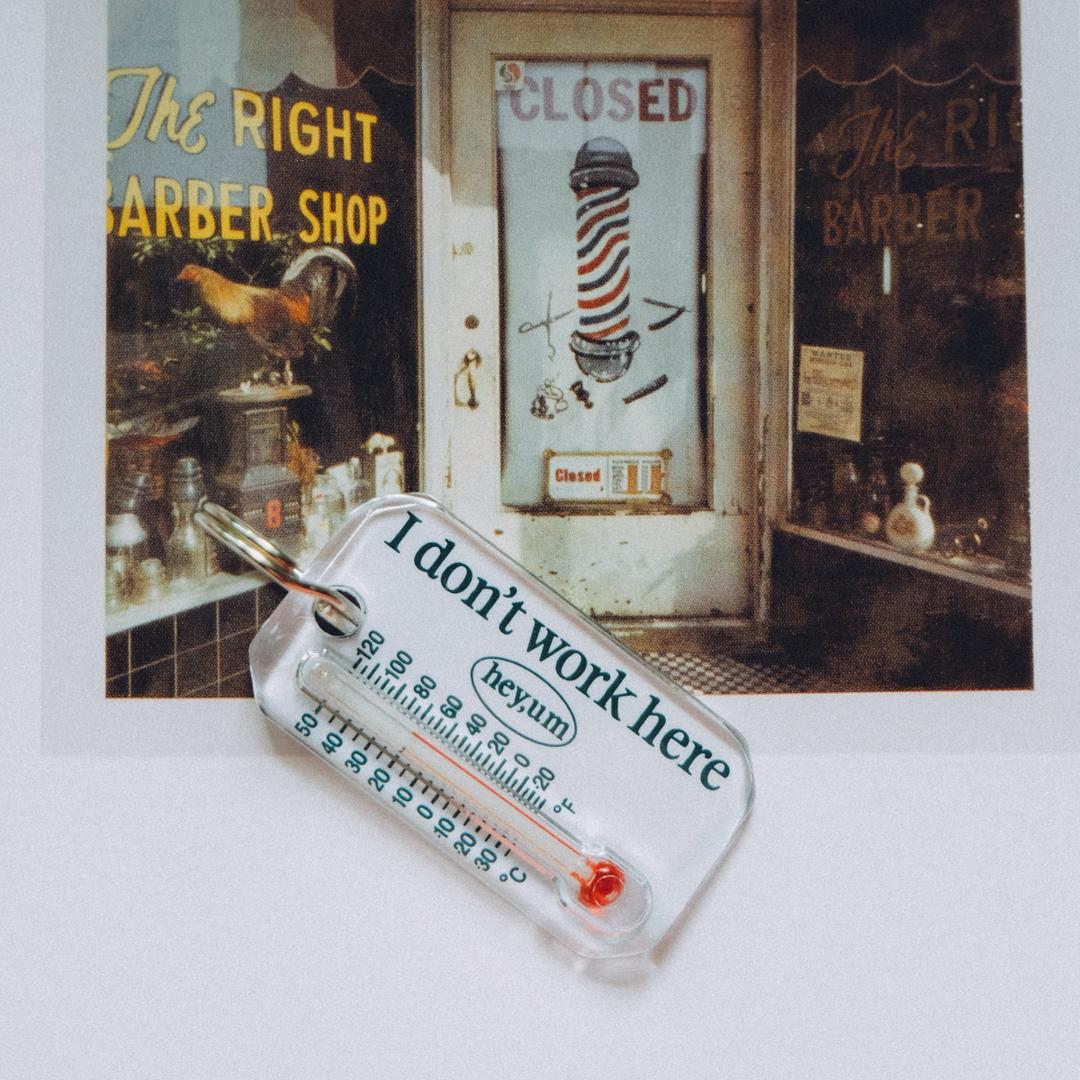 The RIGHT
BARBER SHOP
CLOSED
The RI
BARBER
WANTED
Closed
B
I don't work here
hey,um
120
100
80
60
40
20
0
-20
°F
50
40
30
20
10
0
10
20
30
°C